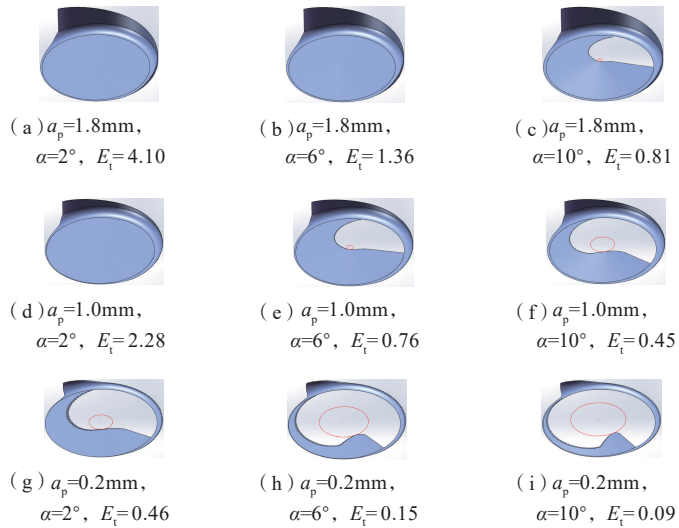 (a) aₚ=1.8mm,
α=2°, Eₜ=4.10
(b) aₚ=1.8mm,
α=6°, Eₜ=1.36
(c) aₚ=1.8mm,
α=10°, Eₜ=0.81
(d) aₚ=1.0mm,
α=2°, Eₜ=2.28
(e) aₚ=1.0mm,
α=6°, Eₜ=0.76
(f) aₚ=1.0mm,
α=10°, Eₜ=0.45
(g) aₚ=0.2mm,
α=2°, Eₜ=0.46
(h) aₚ=0.2mm,
α=6°, Eₜ=0.15
(i) aₚ=0.2mm,
α=10°, Eₜ=0.09